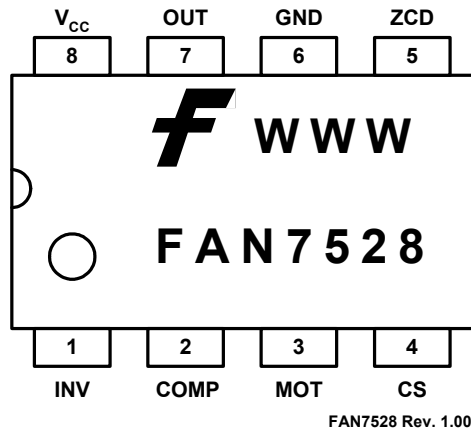 VCC OUT GND ZCD
8 7 6 5
WWW
FAN7528
1 2 3 4
INV COMP MOT CS
FAN7528 Rev. 1.00